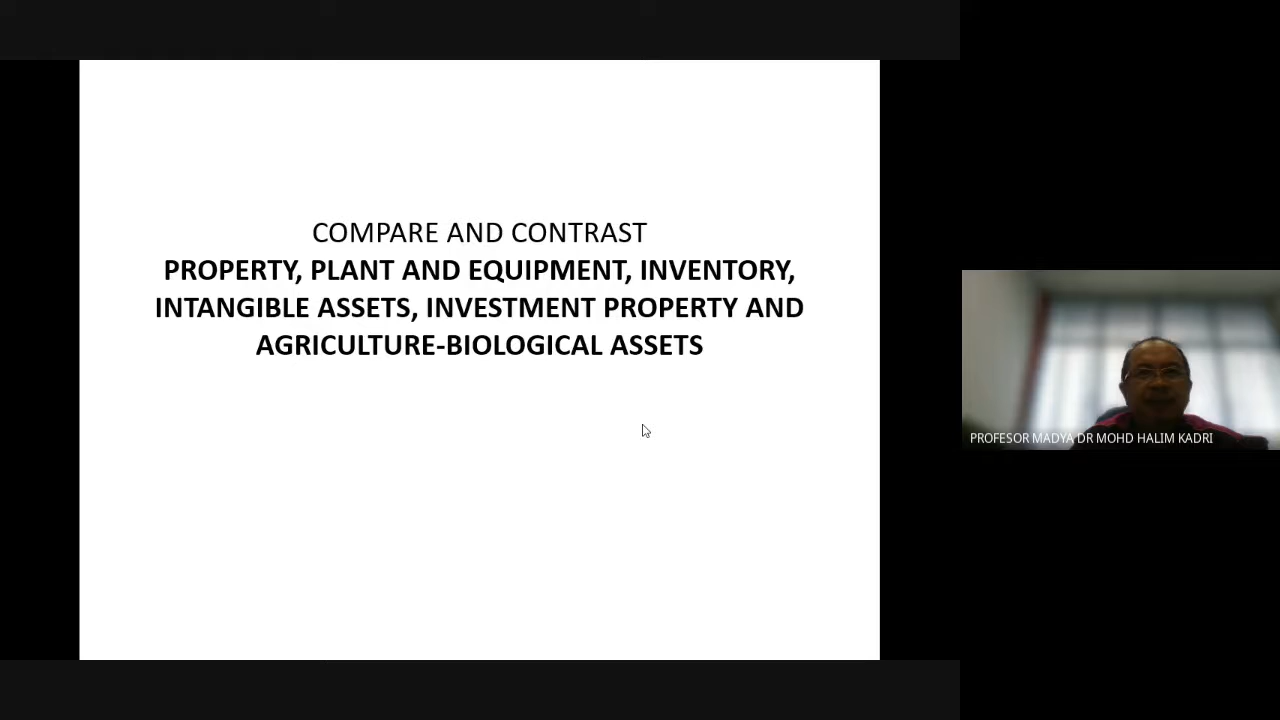 COMPARE AND CONTRAST
PROPERTY, PLANT AND EQUIPMENT, INVENTORY,
INTANGIBLE ASSETS, INVESTMENT PROPERTY AND
AGRICULTURE-BIOLOGICAL ASSETS
PROFESOR MADYA DR MOHD HALIM KADRI